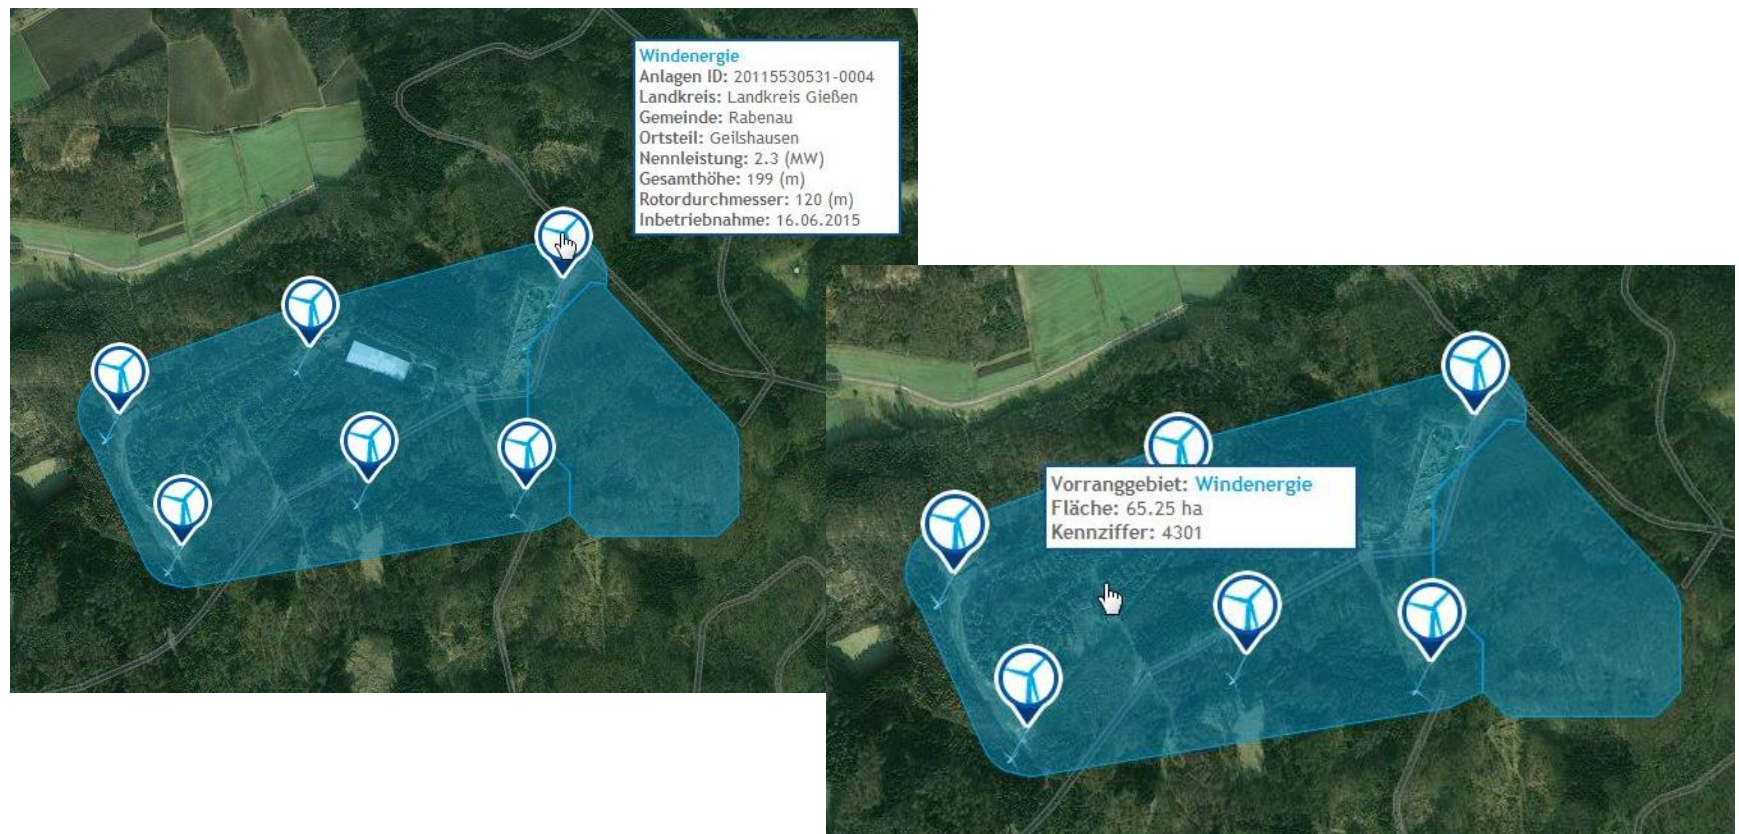 Windenergie
Anlagen ID: 20115530531-0004
Landkreis: Landkreis Gießen
Gemeinde: Rabenau
Ortsteil: Geilshausen
Nennleistung: 2.3 (MW)
Gesamthöhe: 199 (m)
Rotordurchmesser: 120 (m)
Inbetriebnahme: 16.06.2015
Vorranggebiet: Windenergie
Fläche: 65.25 ha
Kennziffer: 4301